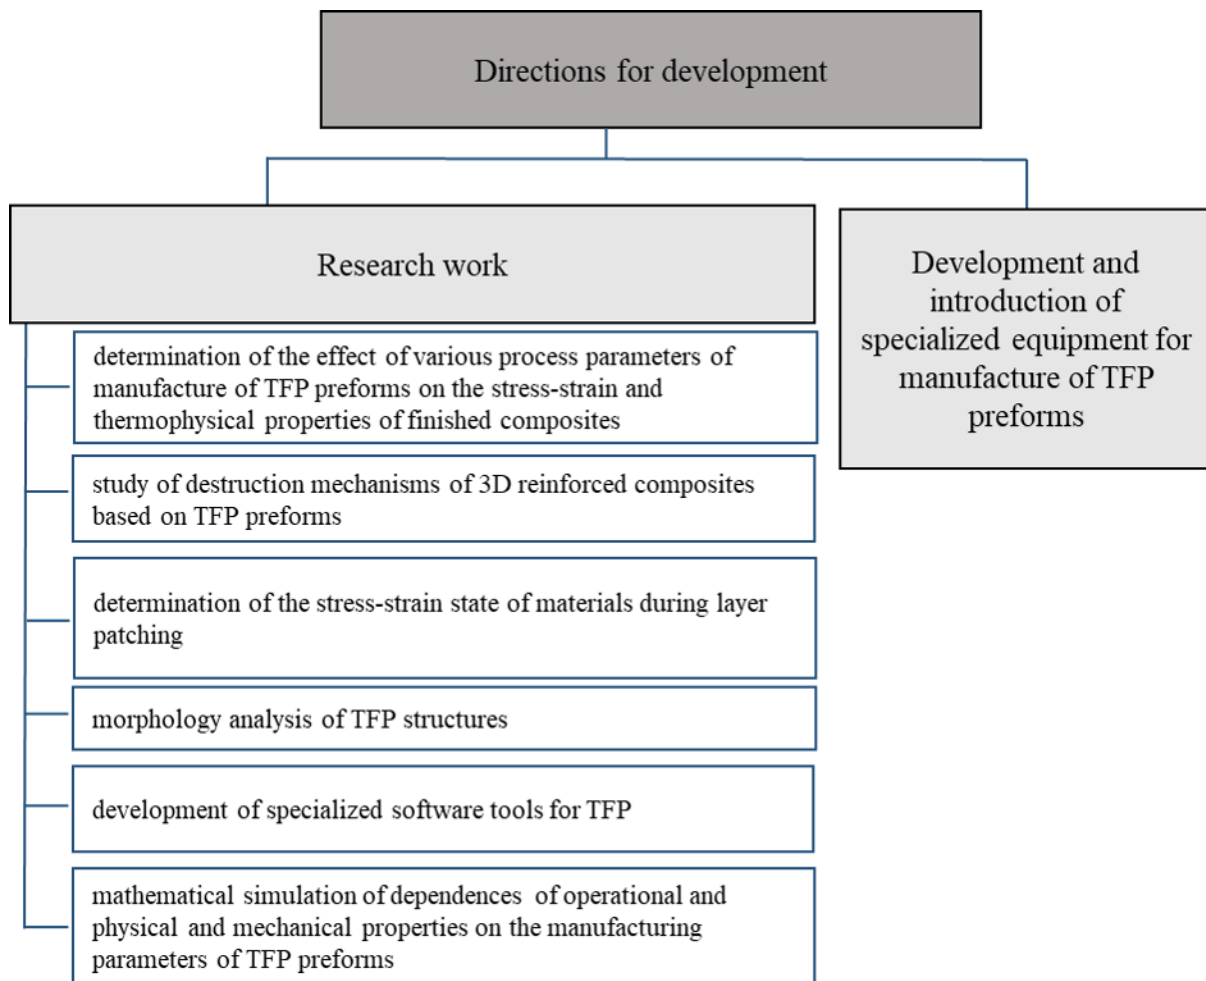 Directions for development
Research work
Development and
introduction of
specialized equipment for
manufacture of TFP
preforms
determination of the effect of various process parameters of
manufacture of TFP preforms on the stress-strain and
thermophysical properties of finished composites
study of destruction mechanisms of 3D reinforced composites
based on TFP preforms
determination of the stress-strain state of materials during layer
patching
morphology analysis of TFP structures
development of specialized software tools for TFP
mathematical simulation of dependences of operational and
physical and mechanical properties on the manufacturing
parameters of TFP preforms